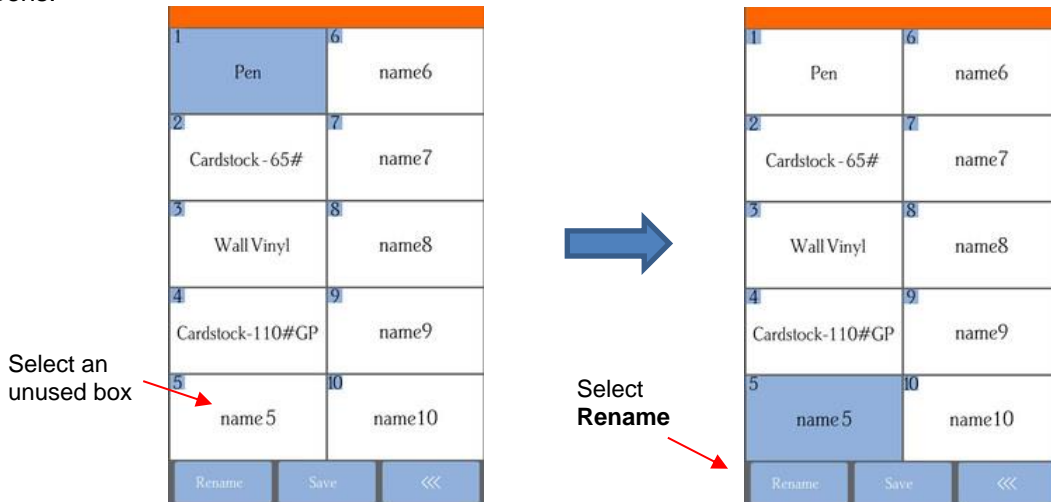 1
Pen
6
name6
2
Cardstock - 65#
7
name7
3
Wall Vinyl
8
name8
4
Cardstock-110#GP
9
name9
5
name 5
10
name10
Rename Save <<<
Select an
unused box
1
Pen
6
name6
2
Cardstock - 65#
7
name7
3
Wall Vinyl
8
name8
4
Cardstock-110#GP
9
name9
5
name 5
10
name10
Rename Save <<<
Select
Rename